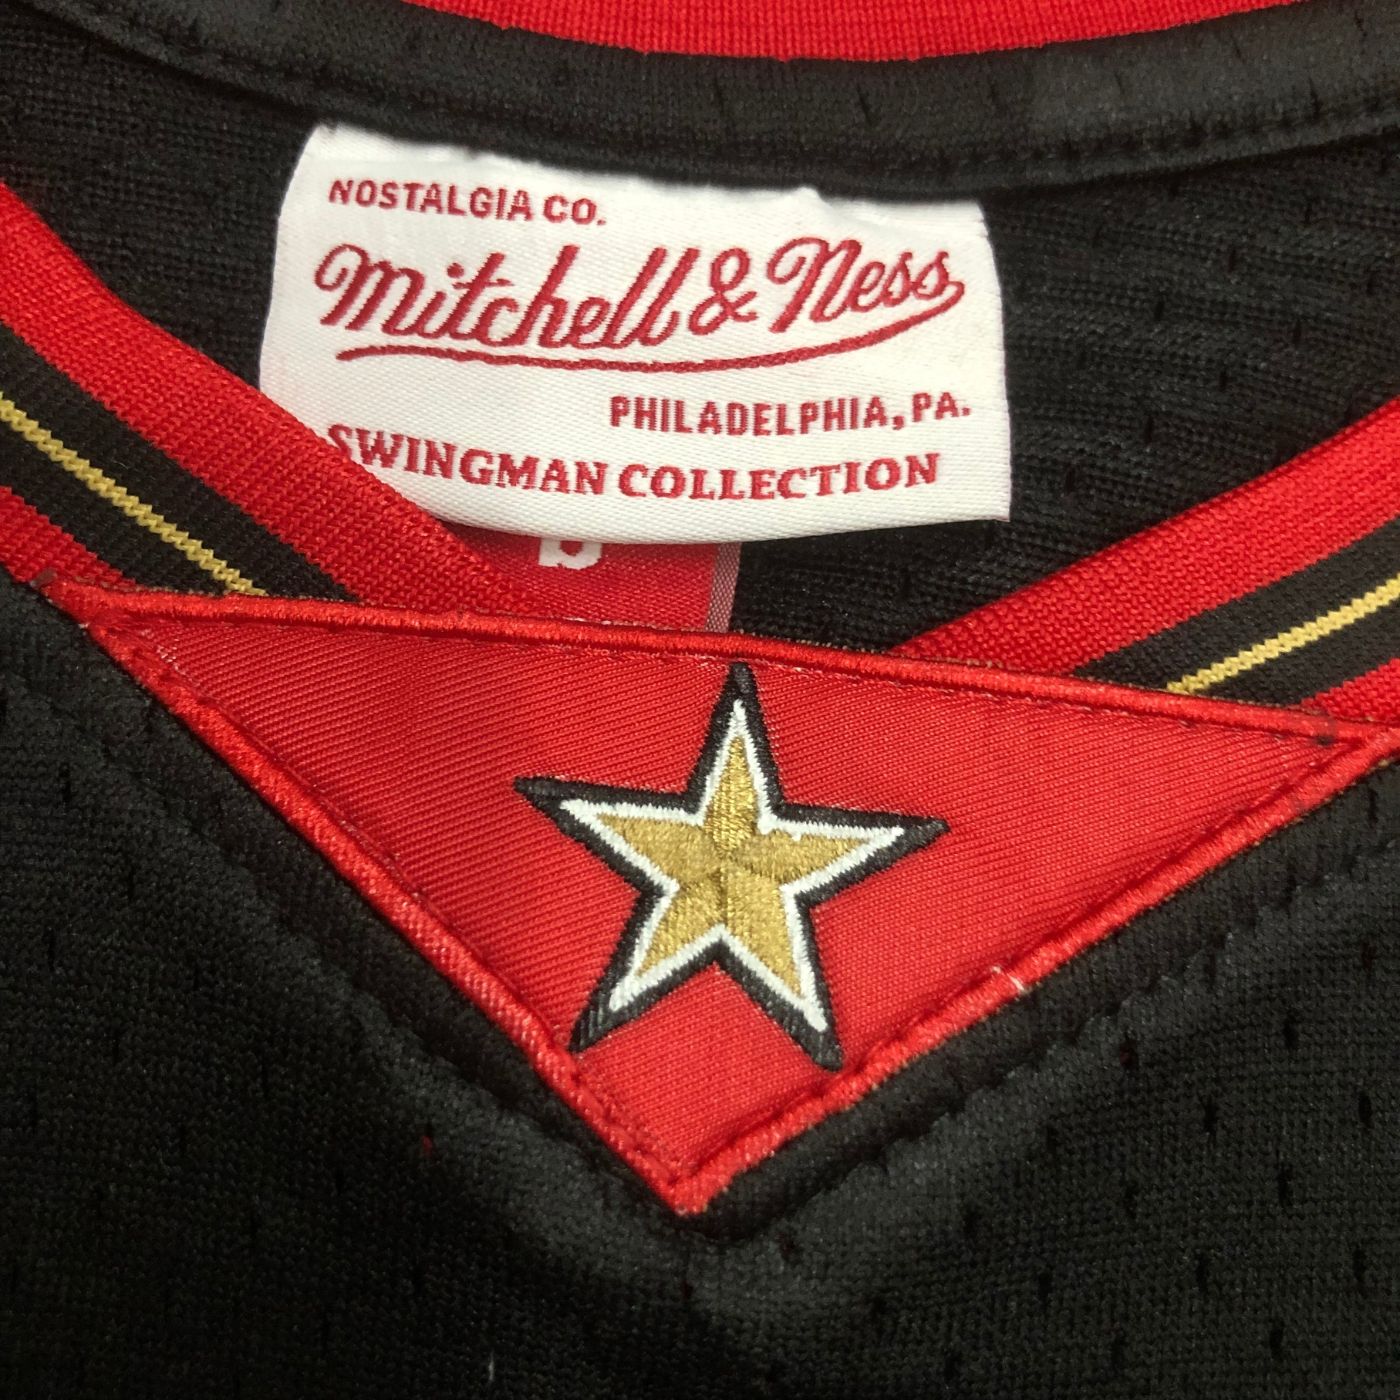 NOSTALGIA CO.
Mitchell & Ness
PHILADELPHIA, PA.
SWINGMAN COLLECTION